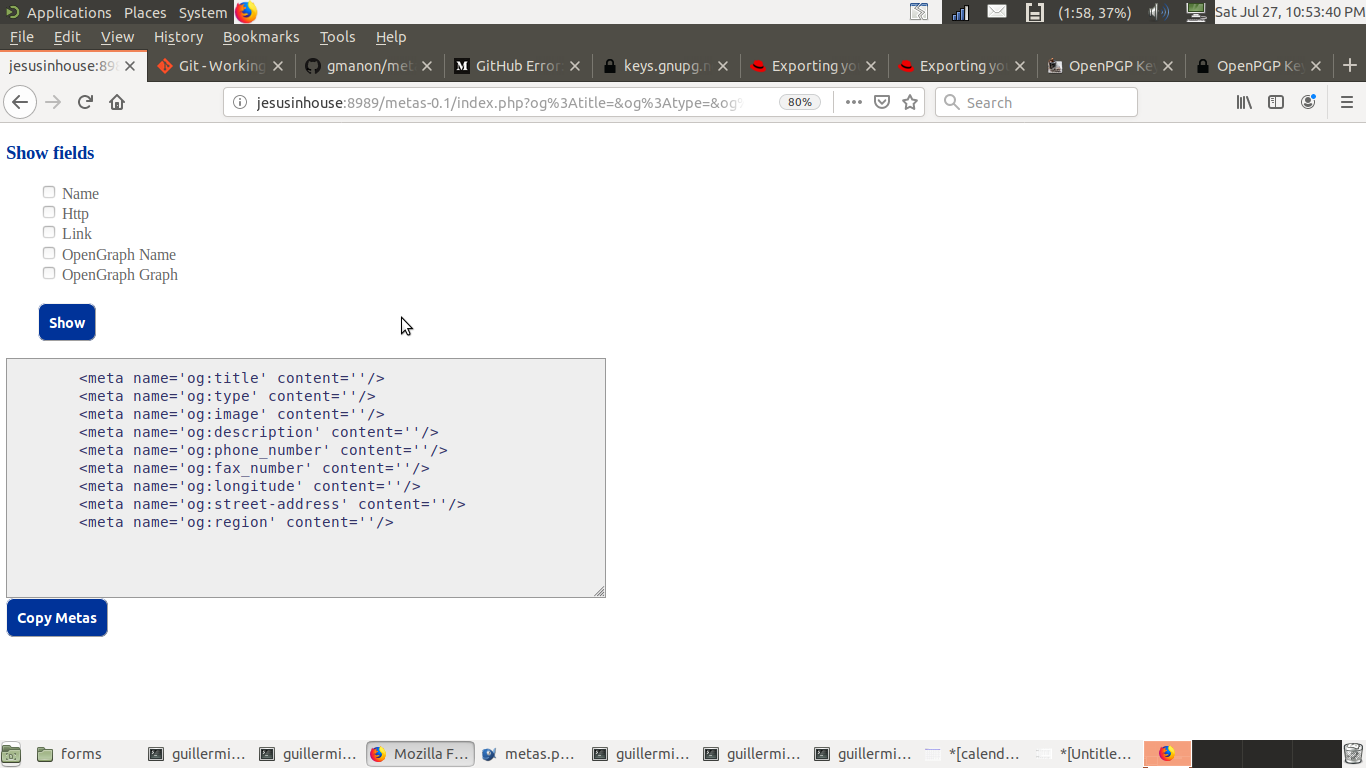 Applications Places System (1:58, 37%) Sat Jul 27, 10:53:40 PM
File Edit View History Bookmarks Tools Help
jesusinhouse:898 Git - Working gmanon/met M GitHub Error keys.gnupg.n Exporting yo Exporting yo OpenPGP Ke OpenPGP Ke
jesusinhouse:8989/metas-0.1/index.php?og%3Atitle=&og%3Atype=&og% 80% Search
Show fields
Name
Http
Link
OpenGraph Name
OpenGraph Graph
Show
<meta name='og:title' content=''/>
<meta name='og:type' content=''/>
<meta name='og:image' content=''/>
<meta name='og:description' content=''/>
<meta name='og:phone_number' content=''/>
<meta name='og:fax_number' content=''/>
<meta name='og:longitude' content=''/>
<meta name='og:street-address' content=''/>
<meta name='og:region' content=''/>
Copy Metas
forms guillermi... guillermi... Mozilla F... metas.p... guillermi... guillermi... guillermi... *[calend... *[Untitle...